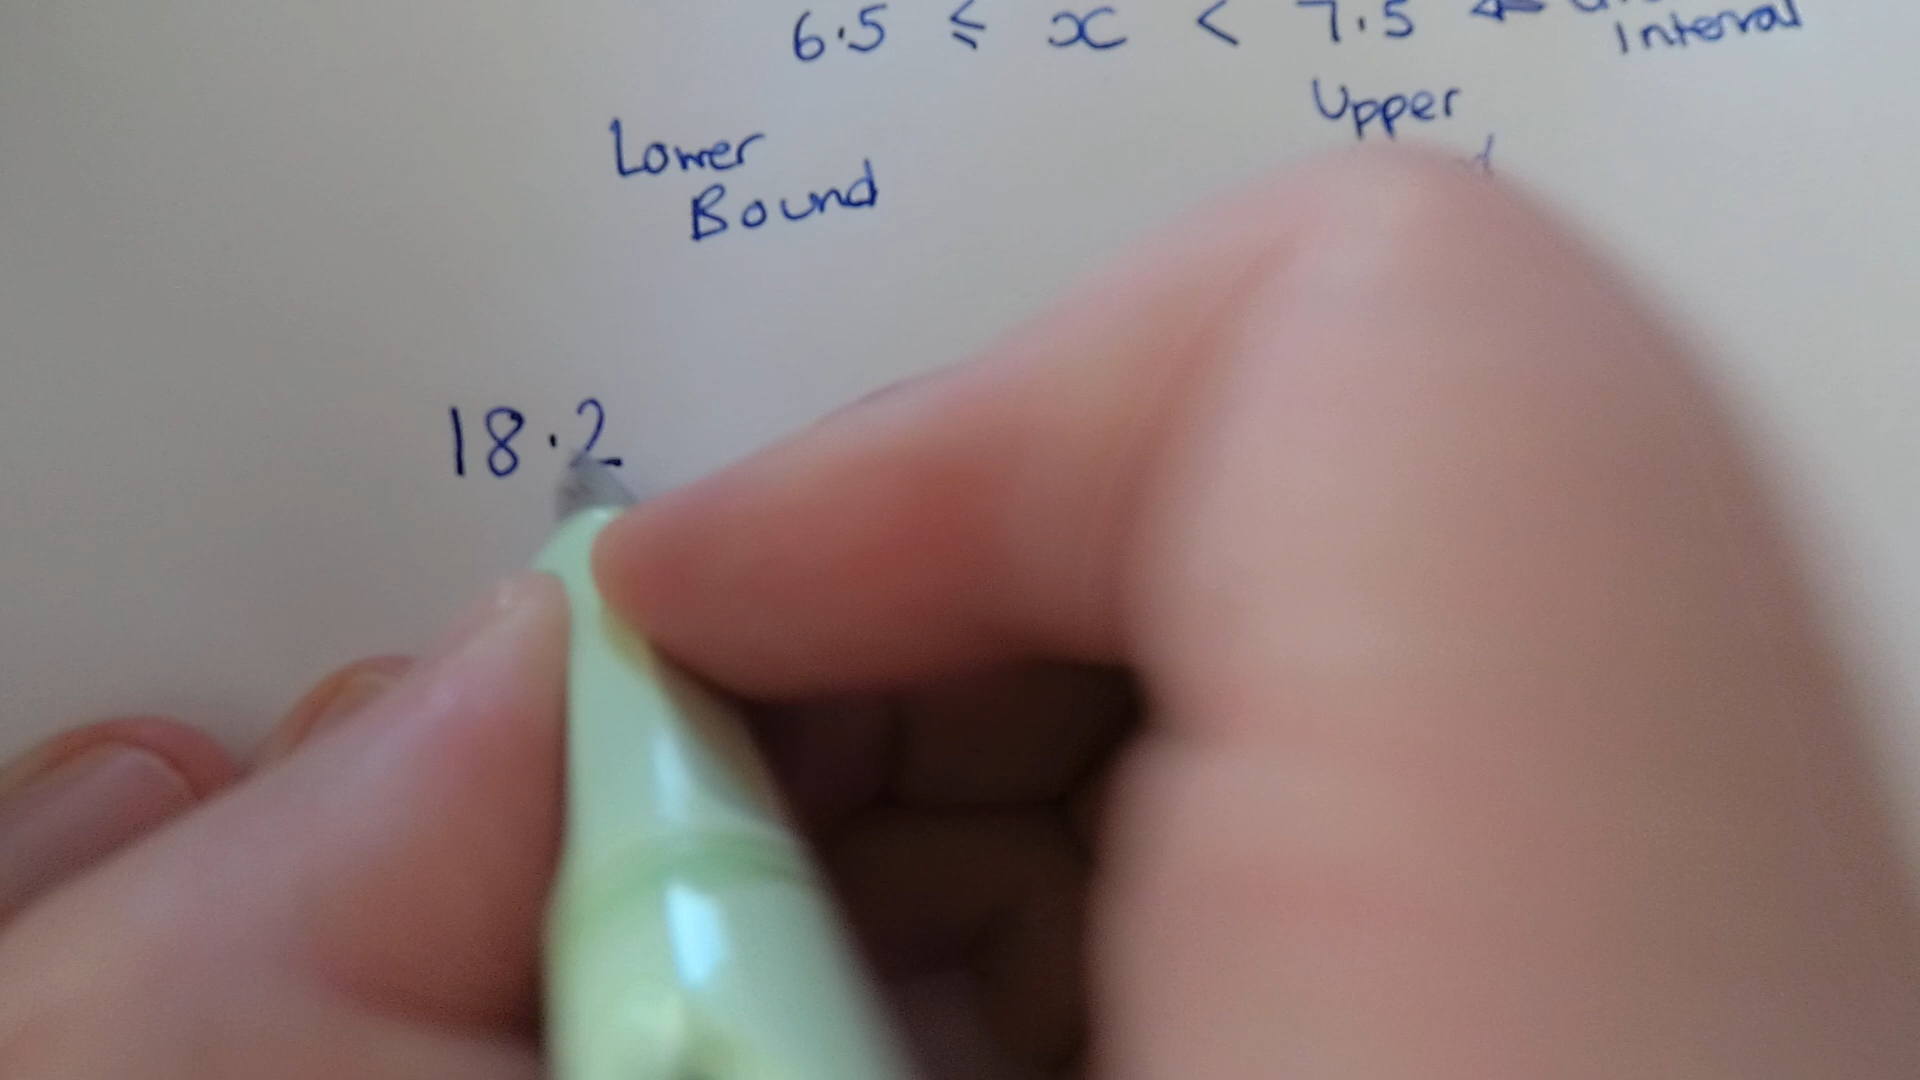 6.5 ≤ x < 7.5 ←
Interval
Lower
Bound
Upper
18.2